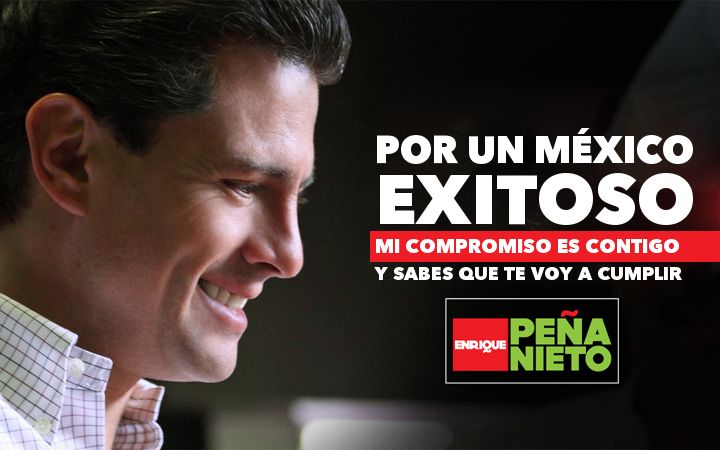 POR UN MÉXICO
EXITOSO
MI COMPROMISO ES CONTIGO
Y SABES QUE TE VOY A CUMPLIR
ENRIQUE
PEÑA
NIETO